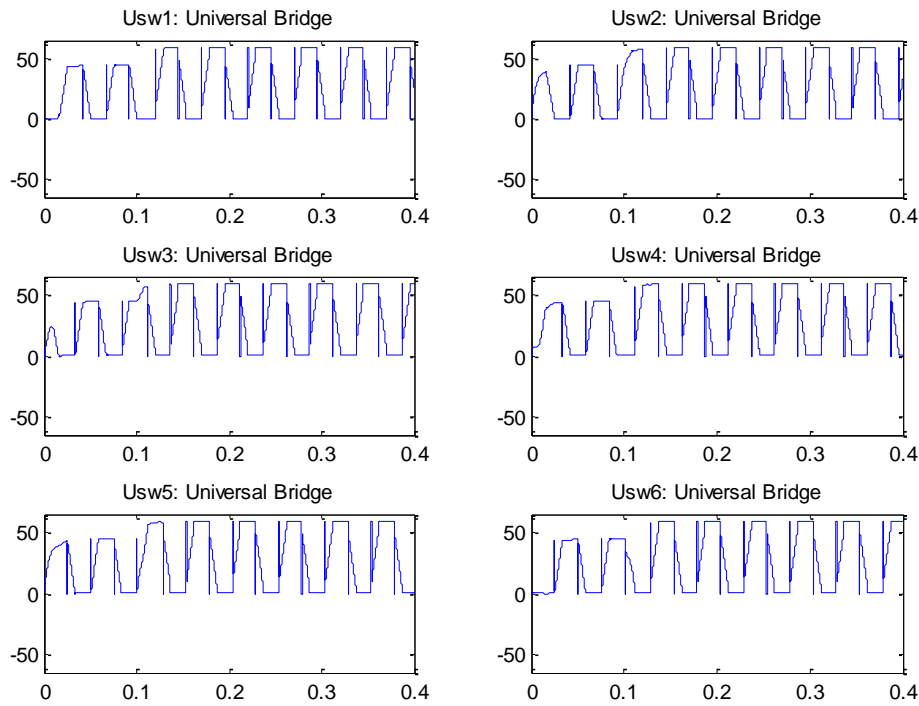 Usw1: Universal Bridge
50
0
-50
0 0.1 0.2 0.3 0.4
Usw2: Universal Bridge
50
0
-50
0 0.1 0.2 0.3 0.4
Usw3: Universal Bridge
50
0
-50
0 0.1 0.2 0.3 0.4
Usw4: Universal Bridge
50
0
-50
0 0.1 0.2 0.3 0.4
Usw5: Universal Bridge
50
0
-50
0 0.1 0.2 0.3 0.4
Usw6: Universal Bridge
50
0
-50
0 0.1 0.2 0.3 0.4